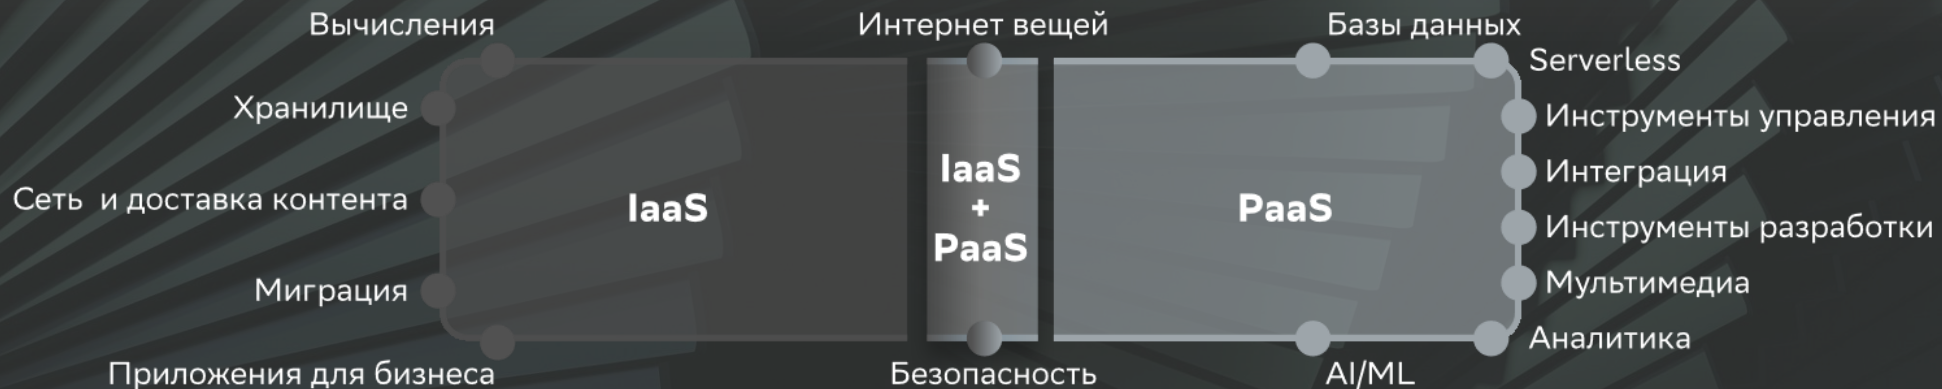 Вычисления
Интернет вещей
Базы данных
Serverless
Хранилище
Инструменты управления
Сеть и доставка контента
IaaS
IaaS
+
PaaS
PaaS
Интеграция
Инструменты разработки
Миграция
Мультимедиа
Аналитика
Приложения для бизнеса
Безопасность
AI/ML